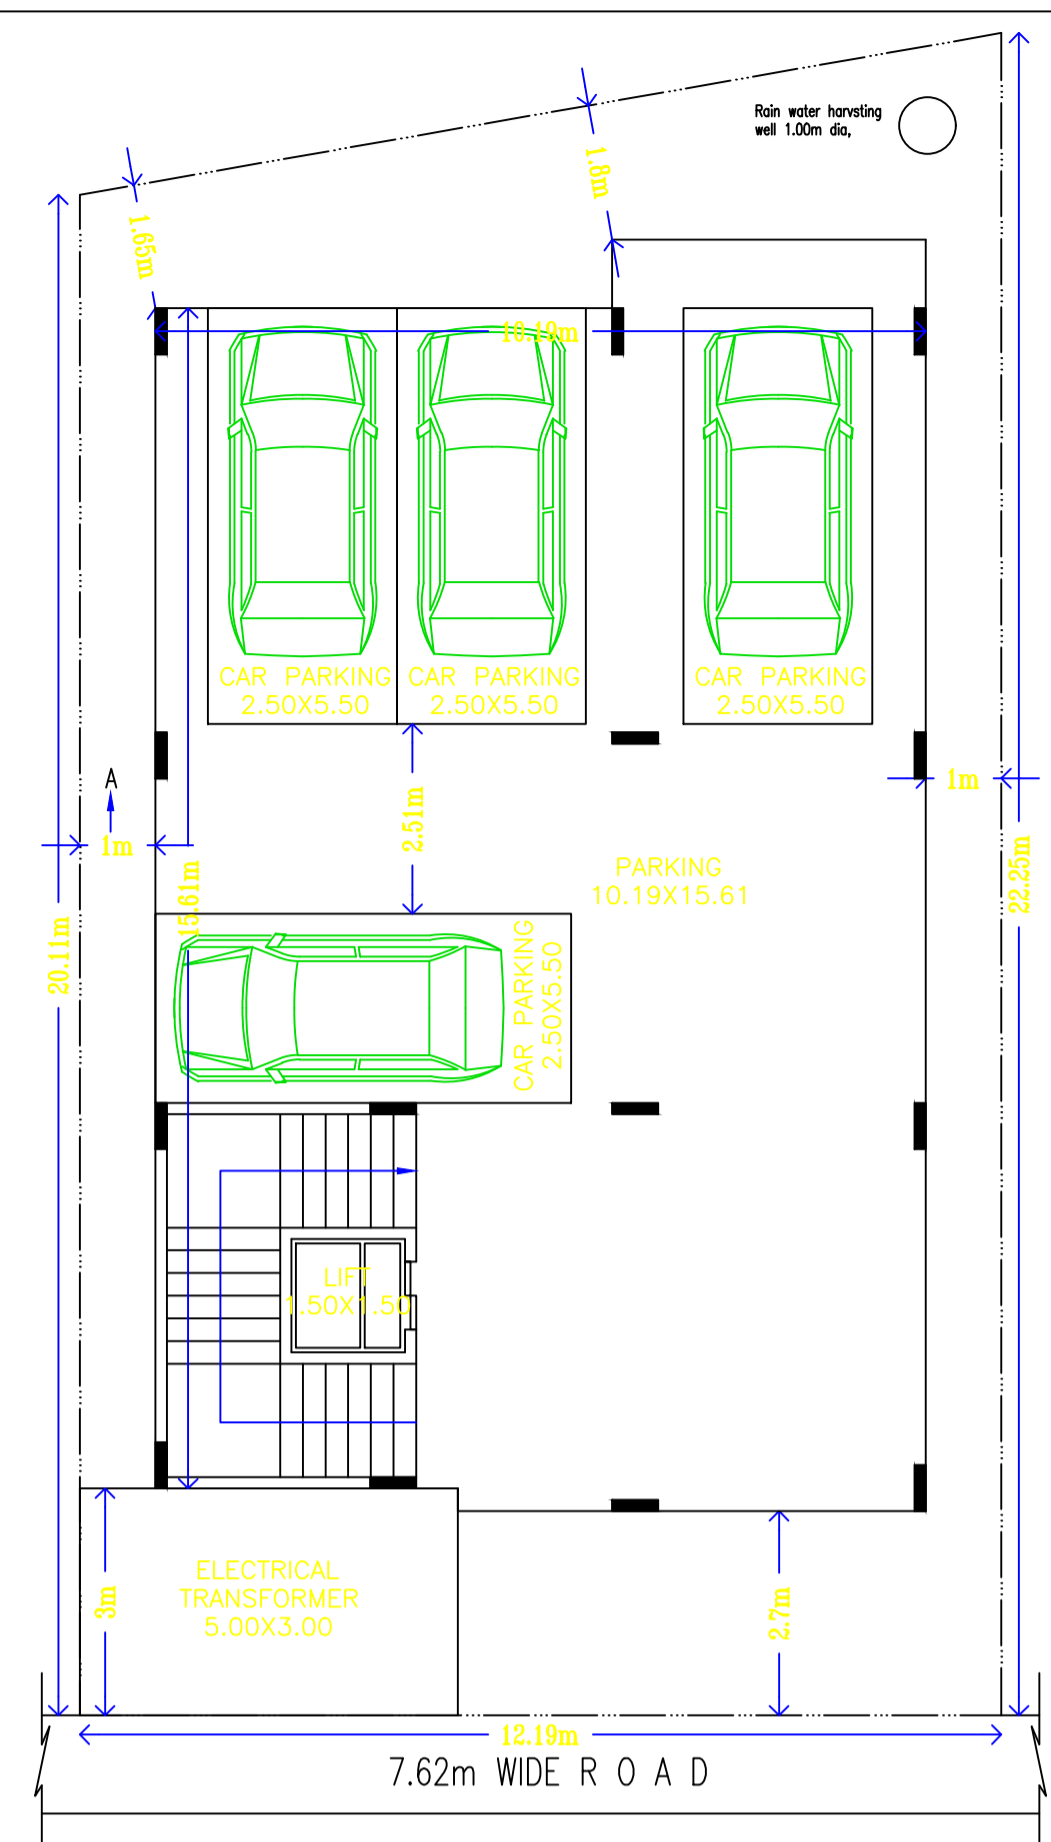 Rain water harvsting
well 1.00m dia,
1.8m
1.65m
10.19m
CAR PARKING
2.50X5.50
CAR PARKING
2.50X5.50
CAR PARKING
2.50X5.50
A
1m
1m
2.51m
15.61m
PARKING
10.19X15.61
22.25m
20.11m
CAR PARKING
2.50X5.50
LIFT
1.50X1.50
ELECTRICAL
TRANSFORMER
5.00X3.00
3m
2.7m
12.19m
7.62m WIDE R O A D